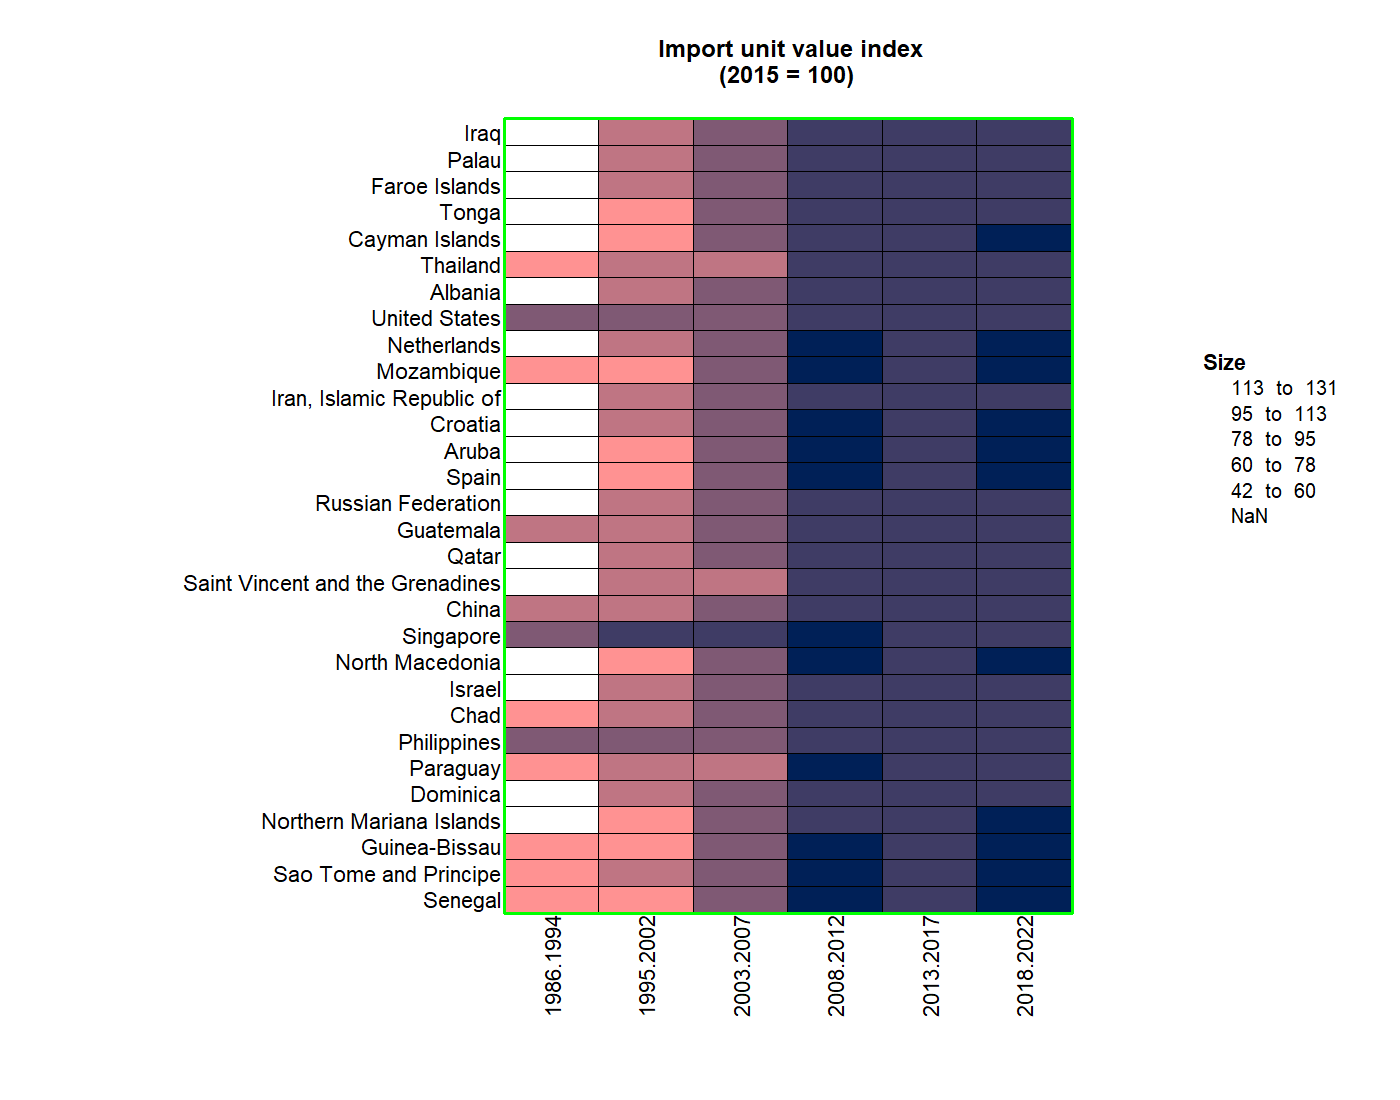 Import unit value index
(2015 = 100)
Iraq
Palau
Faroe Islands
Tonga
Cayman Islands
Thailand
Albania
United States
Netherlands
Mozambique
Iran, Islamic Republic of
Croatia
Aruba
Spain
Russian Federation
Guatemala
Qatar
Saint Vincent and the Grenadines
China
Singapore
North Macedonia
Israel
Chad
Philippines
Paraguay
Dominica
Northern Mariana Islands
Guinea-Bissau
Sao Tome and Principe
Senegal
1986.1994
1995.2002
2003.2007
2008.2012
2013.2017
2018.2022
Size
113 to 131
95 to 113
78 to 95
60 to 78
42 to 60
NaN